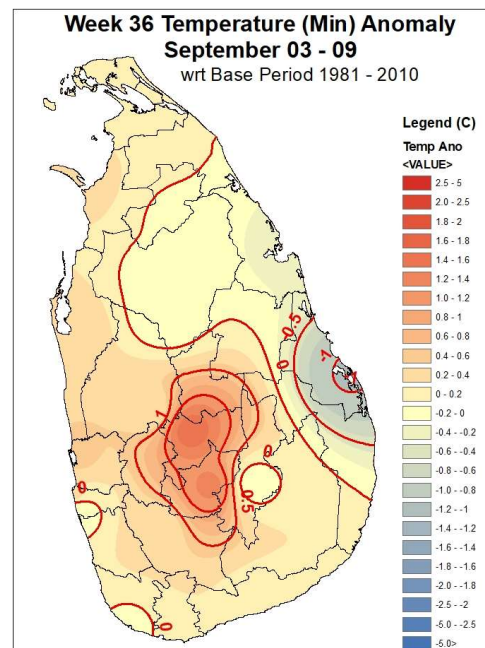 Week 36 Temperature (Min) Anomaly
September 03 - 09
wrt Base Period 1981 - 2010
Legend (C)
Temp Ano
<VALUE>
2.5 - 5
2.0 - 2.5
1.8 - 2
1.6 - 1.8
1.4 - 1.6
1.2 - 1.4
1.0 - 1.2
0.8 - 1
0.6 - 0.8
0.4 - 0.6
0.2 - 0.4
0 - 0.2
-0.2 - 0
-0.4 - -0.2
-0.6 - -0.4
-0.8 - -0.6
-1.0 - -0.8
-1.2 - -1
-1.4 - -1.2
-1.6 - -1.4
-1.8 - -1.6
-2.0 - -1.8
-2.5 - -2
-5.0 - -2.5
-5.0>
-0.5
0
-1
-1
1
0
0.5
0
0